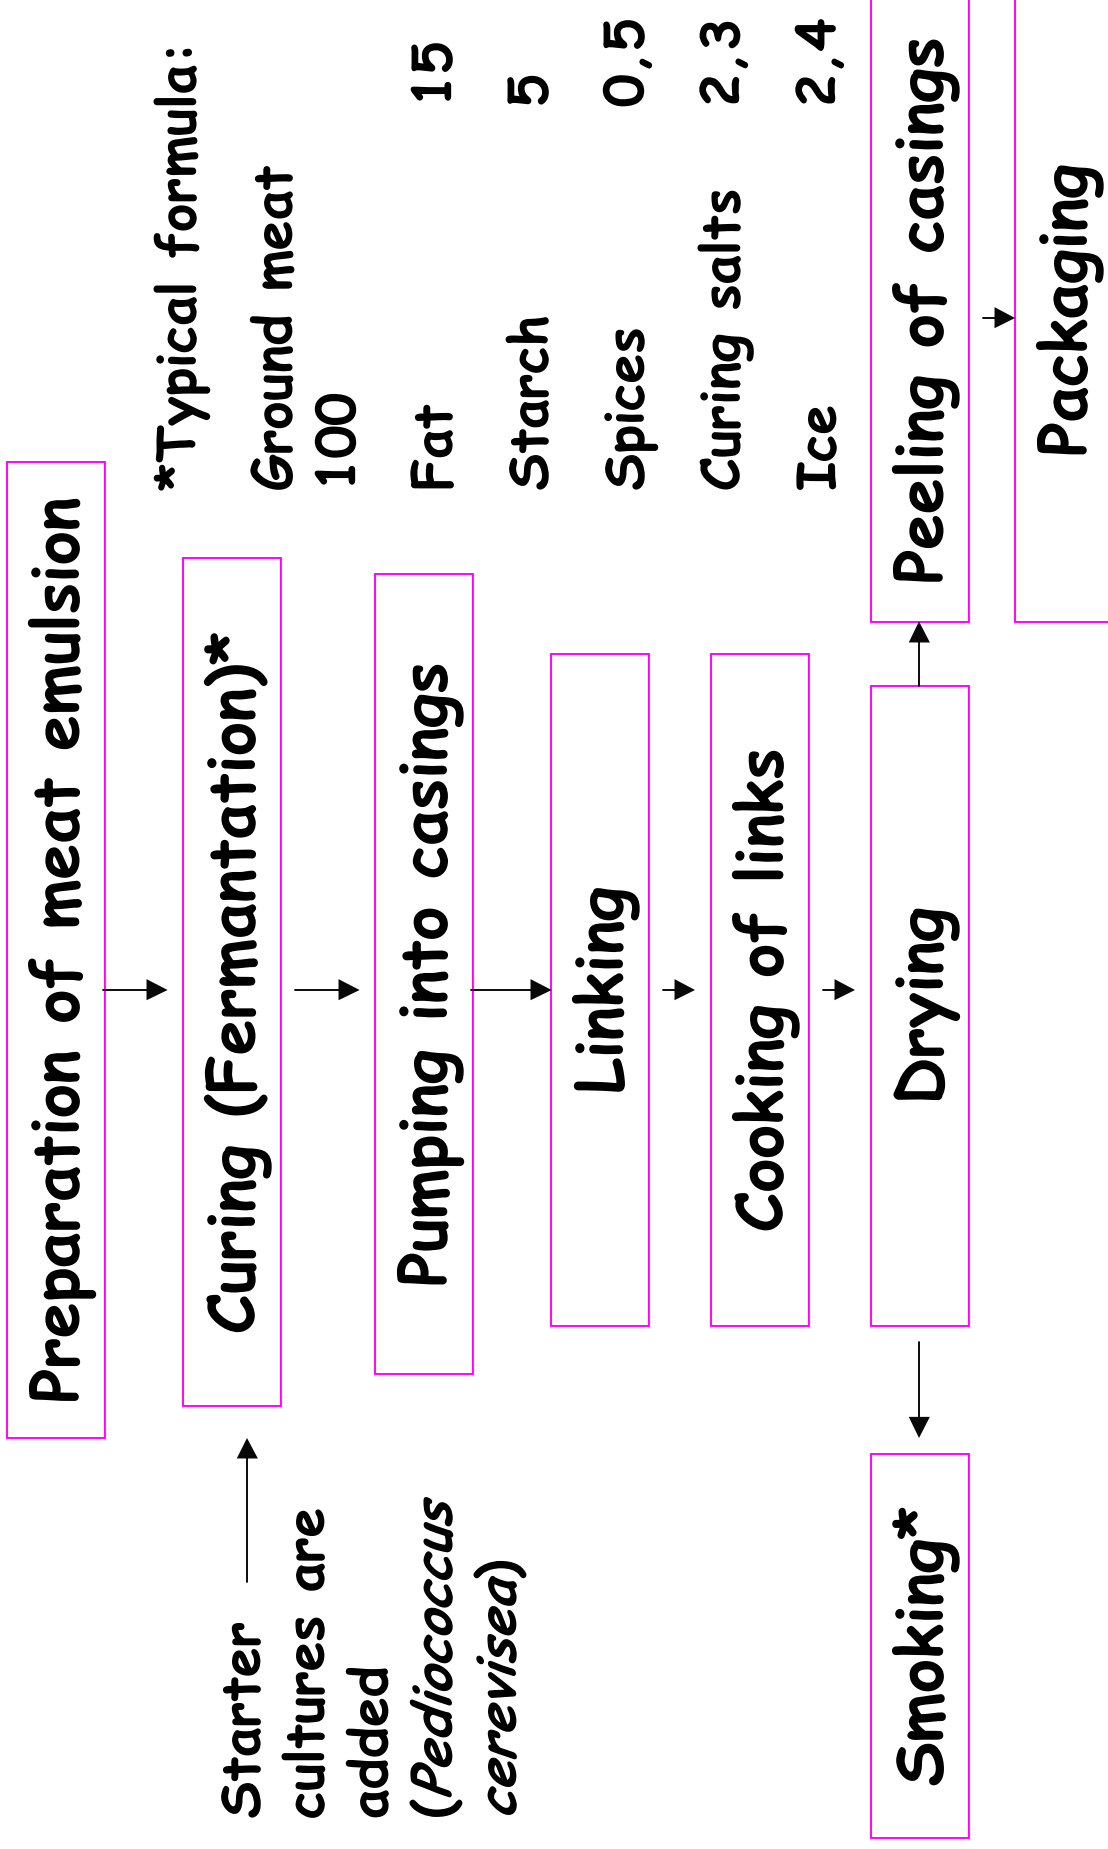 Preparation of meat emulsion
Curing (Fermantation)*
Starter
cultures are
added
(Pediococcus
cerevisea)
Pumping into casings
Linking
Cooking of links
Drying
Smoking*
Peeling of casings
Packaging
*Typical formula:
Ground meat
100
Fat 15
Starch 5
Spices 0,5
Curing salts 2,3
Ice 2,4